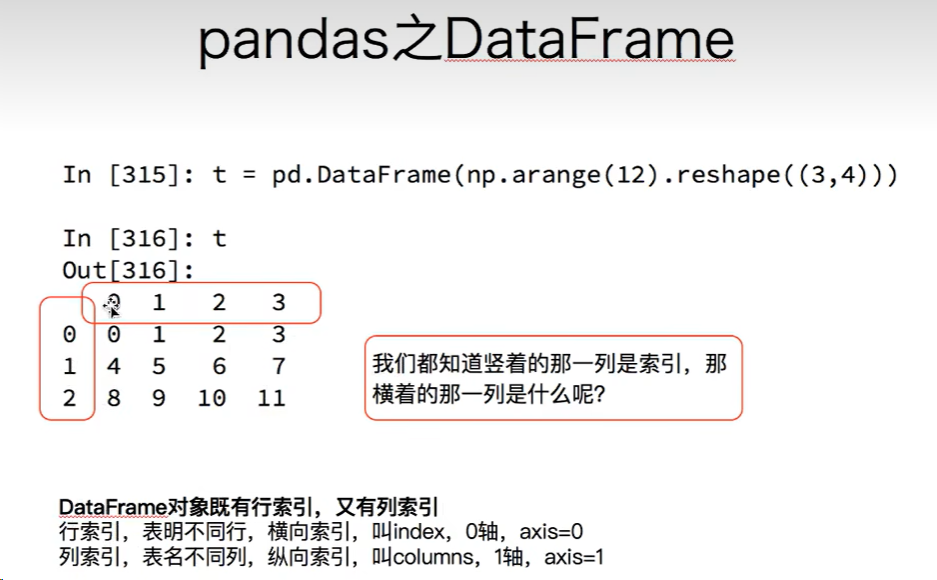 pandas之DataFrame
In [315]: t = pd.DataFrame(np.arange(12).reshape((3,4)))
In [316]: t
Out[316]:
0 1 2 3
0 0 1 2 3
1 4 5 6 7
2 8 9 10 11
我们都知道竖着的那一列是索引，那
横着的那一列是什么呢？
DataFrame对象既有行索引，又有列索引
行索引，表明不同行，横向索引，叫index，0轴，axis=0
列索引，表名不同列，纵向索引，叫columns，1轴，axis=1